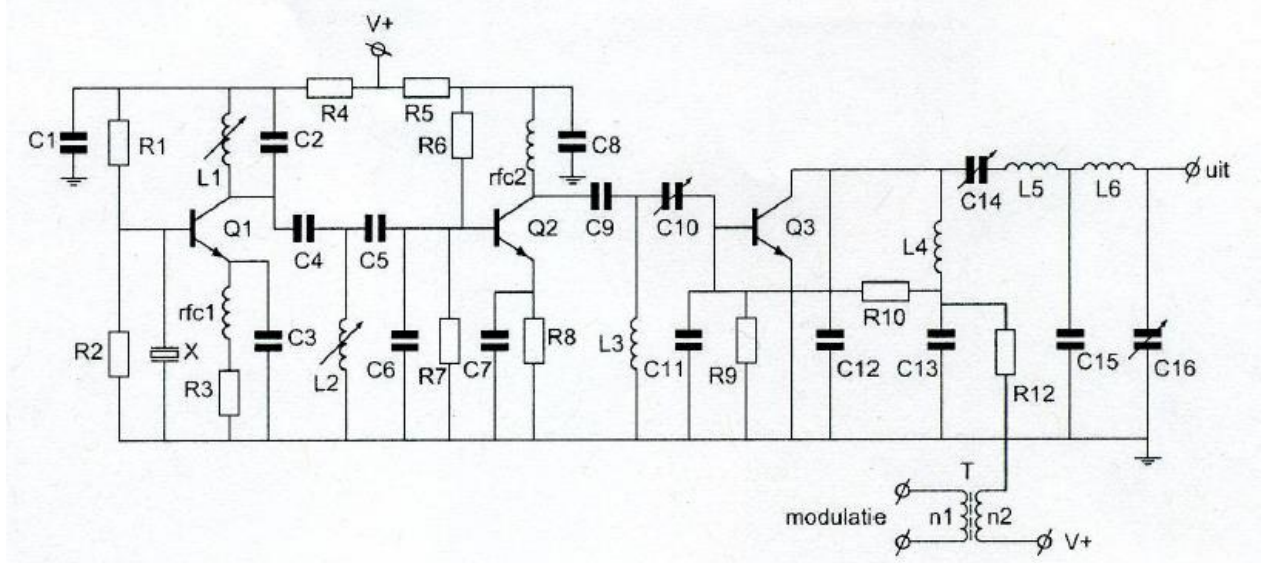 V+
R4 R5
C1 R1 L1 C2 R6 rfc2 C8
Q1 C4 C5 Q2 C9 C10 Q3 C14 L5 L6 uit
L4
rfc1 R10
R2 X R3 C3 L2 C6 R7 C7 R8 L3 C11 R9 C12 C13 R12 C15 C16
T
modulatie n1 n2 V+